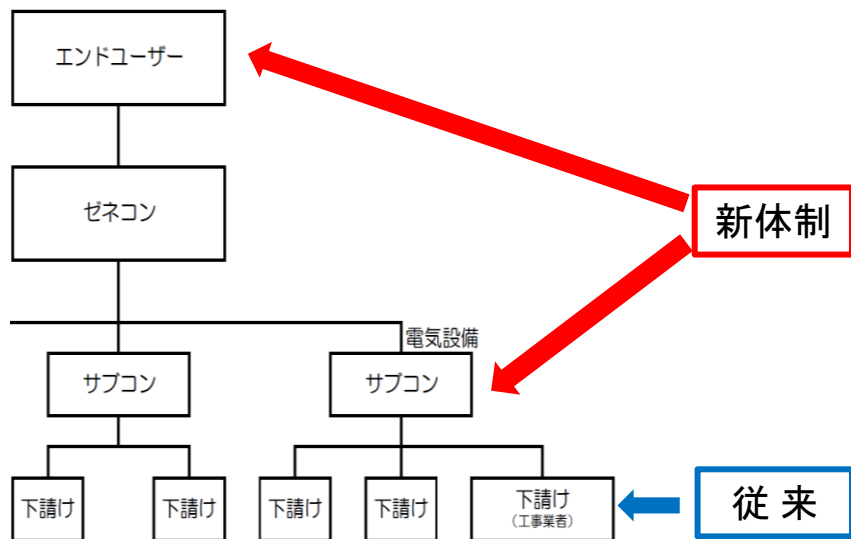 エンドユーザー
ゼネコン
新体制
電気設備
サブコン
サブコン
下請け
下請け
下請け
下請け
下請け
(工事業者)
従 来